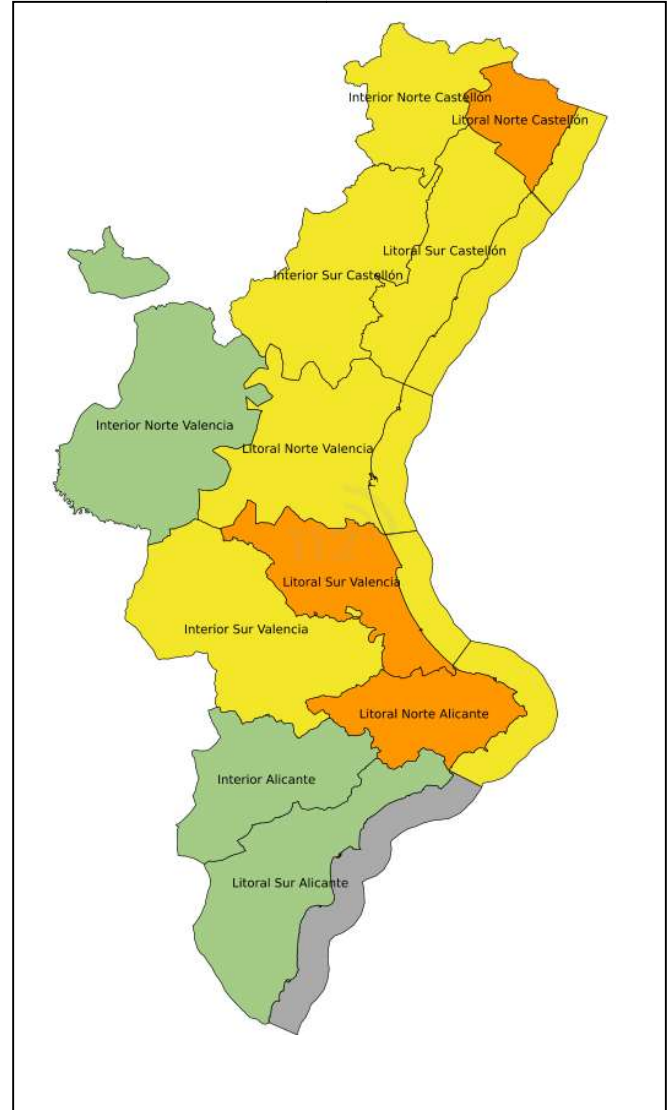 Interior Norte Castellón
Litoral Norte Castellón
Litoral Sur Castellón
Interior Sur Castellón
Interior Norte Valencia
Litoral Norte Valencia
Litoral Sur Valencia
Interior Sur Valencia
Litoral Norte Alicante
Interior Alicante
Litoral Sur Alicante